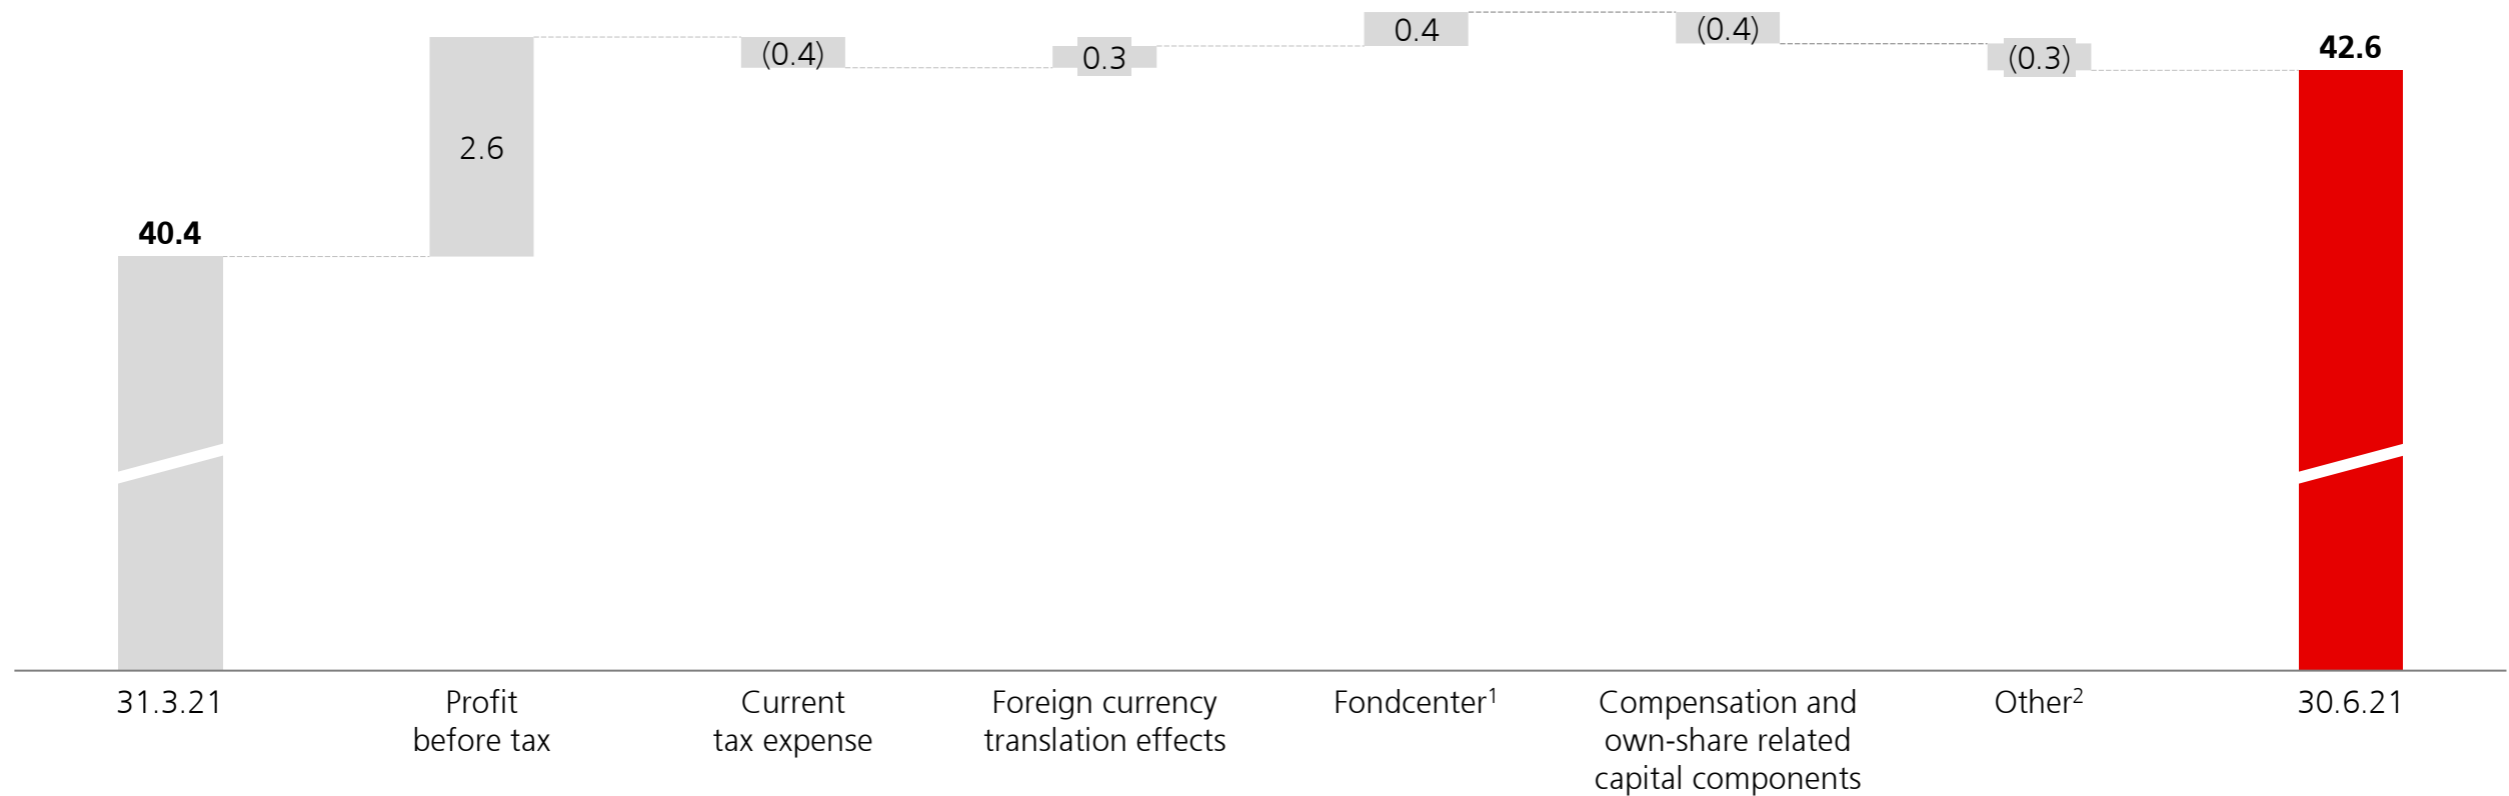 40.4
2.6
(0.4)
0.3
0.4
(0.4)
(0.3)
42.6
31.3.21
Profit
before tax
Current
tax expense
Foreign currency
translation effects
Fondcenter¹
Compensation and
own-share related
capital components
Other²
30.6.21